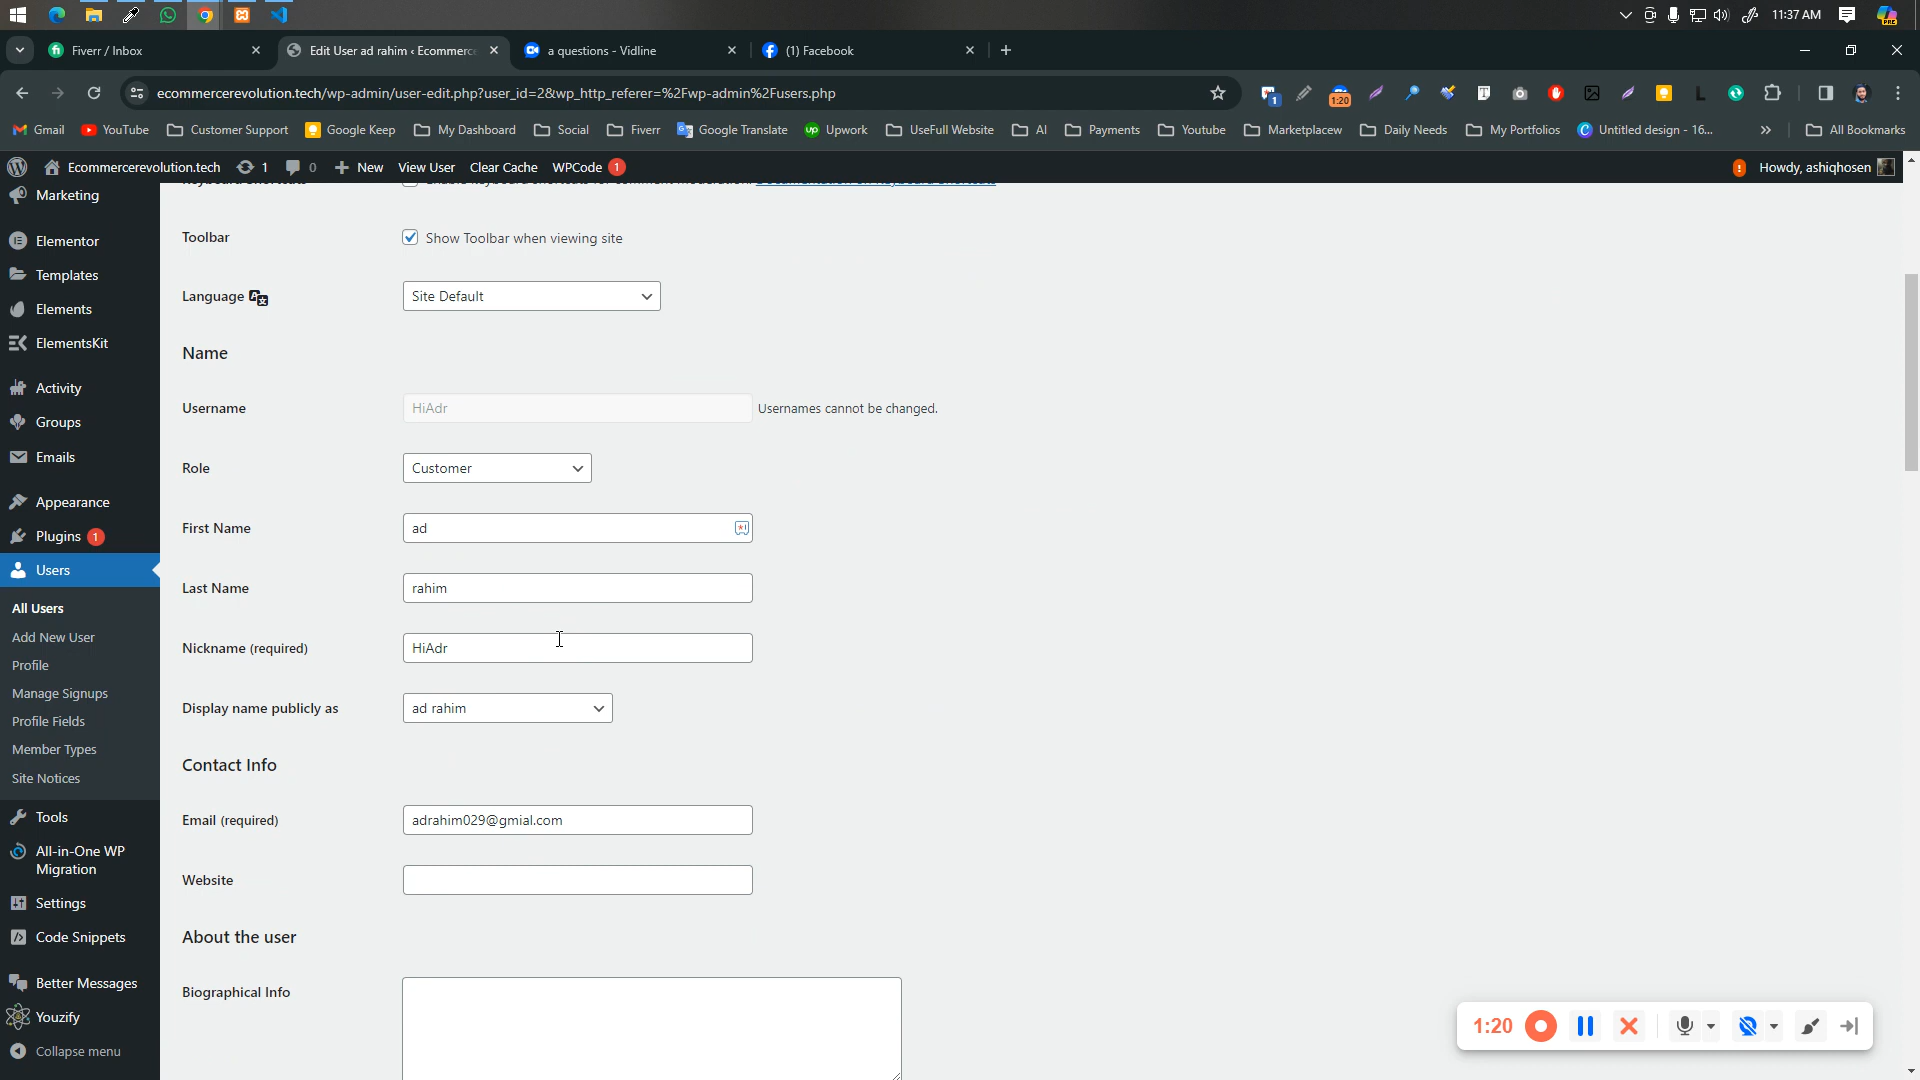 11:37 AM
Fiverr / Inbox
Edit User ad rahim ‹ Ecommerce
a questions - Vidline
(1) Facebook
ecommercerevolution.tech/wp-admin/user-edit.php?user_id=2&wp_http_referer=%2Fwp-admin%2Fusers.php
1
1:20
Gmail
YouTube
Customer Support
Google Keep
My Dashboard
Social
Fiverr
Google Translate
Upwork
UseFull Website
AI
Payments
Youtube
Marketplacew
Daily Needs
My Portfolios
Untitled design - 16...
All Bookmarks
Ecommercerevolution.tech
1
0
New
View User
Clear Cache
WPCode 1
Howdy, ashiqhosen
Marketing
Elementor
Templates
Elements
ElementsKit
Activity
Groups
Emails
Appearance
Plugins 1
Users
All Users
Add New User
Profile
Manage Signups
Profile Fields
Member Types
Site Notices
Tools
All-in-One WP
Migration
Settings
Code Snippets
Better Messages
Youzify
Collapse menu
Toolbar
Show Toolbar when viewing site
Language
Site Default
Name
Username
HiAdr
Usernames cannot be changed.
Role
Customer
First Name
ad
Last Name
rahim
Nickname (required)
HiAdr
Display name publicly as
ad rahim
Contact Info
Email (required)
adrahim029@gmial.com
Website
About the user
Biographical Info
1:20